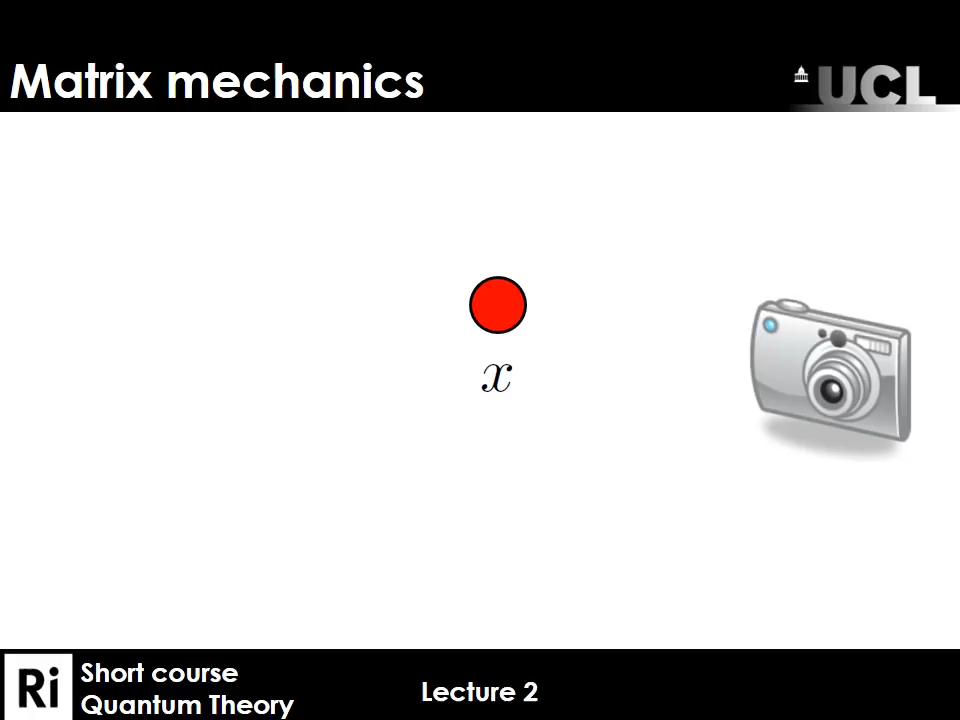 Matrix mechanics
UCL
x
Ri
Short course
Quantum Theory
Lecture 2